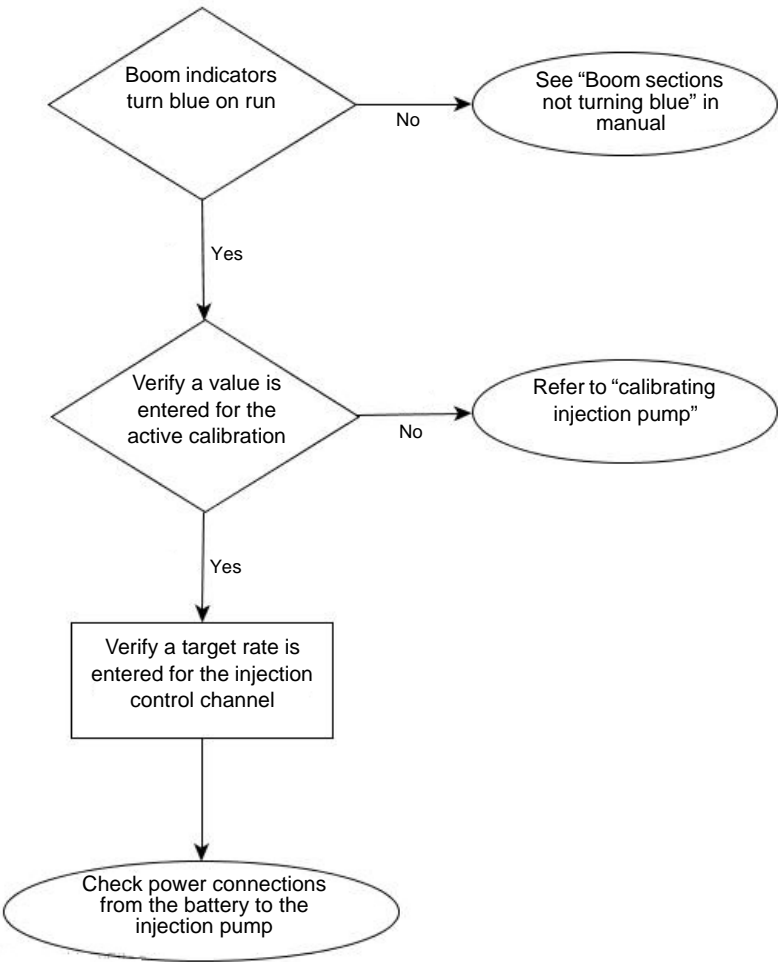 Boom indicators
turn blue on run
No
See “Boom sections
not turning blue” in
manual
Yes
Verify a value is
entered for the
active calibration
No
Refer to “calibrating
injection pump”
Yes
Verify a target rate is
entered for the injection
control channel
Check power connections
from the battery to the
injection pump